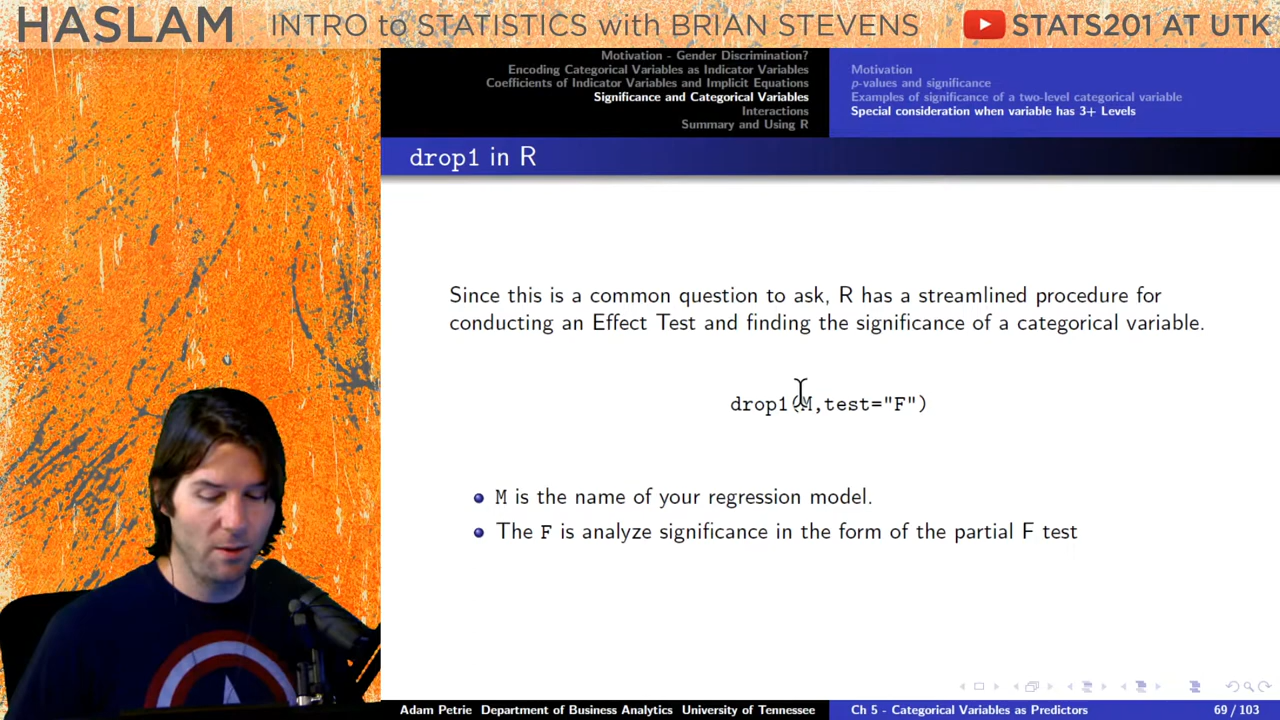 HASLAM INTRO to STATISTICS with BRIAN STEVENS STATS201 AT UTK
Motivation - Gender Discrimination?
Encoding Categorical Variables as Indicator Variables
Coefficients of Indicator Variables and Implicit Equations
Significance and Categorical Variables
Interactions
Summary and Using R
Motivation
p-values and significance
Examples of significance of a two-level categorical variable
Special consideration when variable has 3+ Levels
drop1 in R
Since this is a common question to ask, R has a streamlined procedure for
conducting an Effect Test and finding the significance of a categorical variable.
drop1(M,test="F")
M is the name of your regression model.
The F is analyze significance in the form of the partial F test
Adam Petrie Department of Business Analytics University of Tennessee Ch 5 - Categorical Variables as Predictors 69 / 103